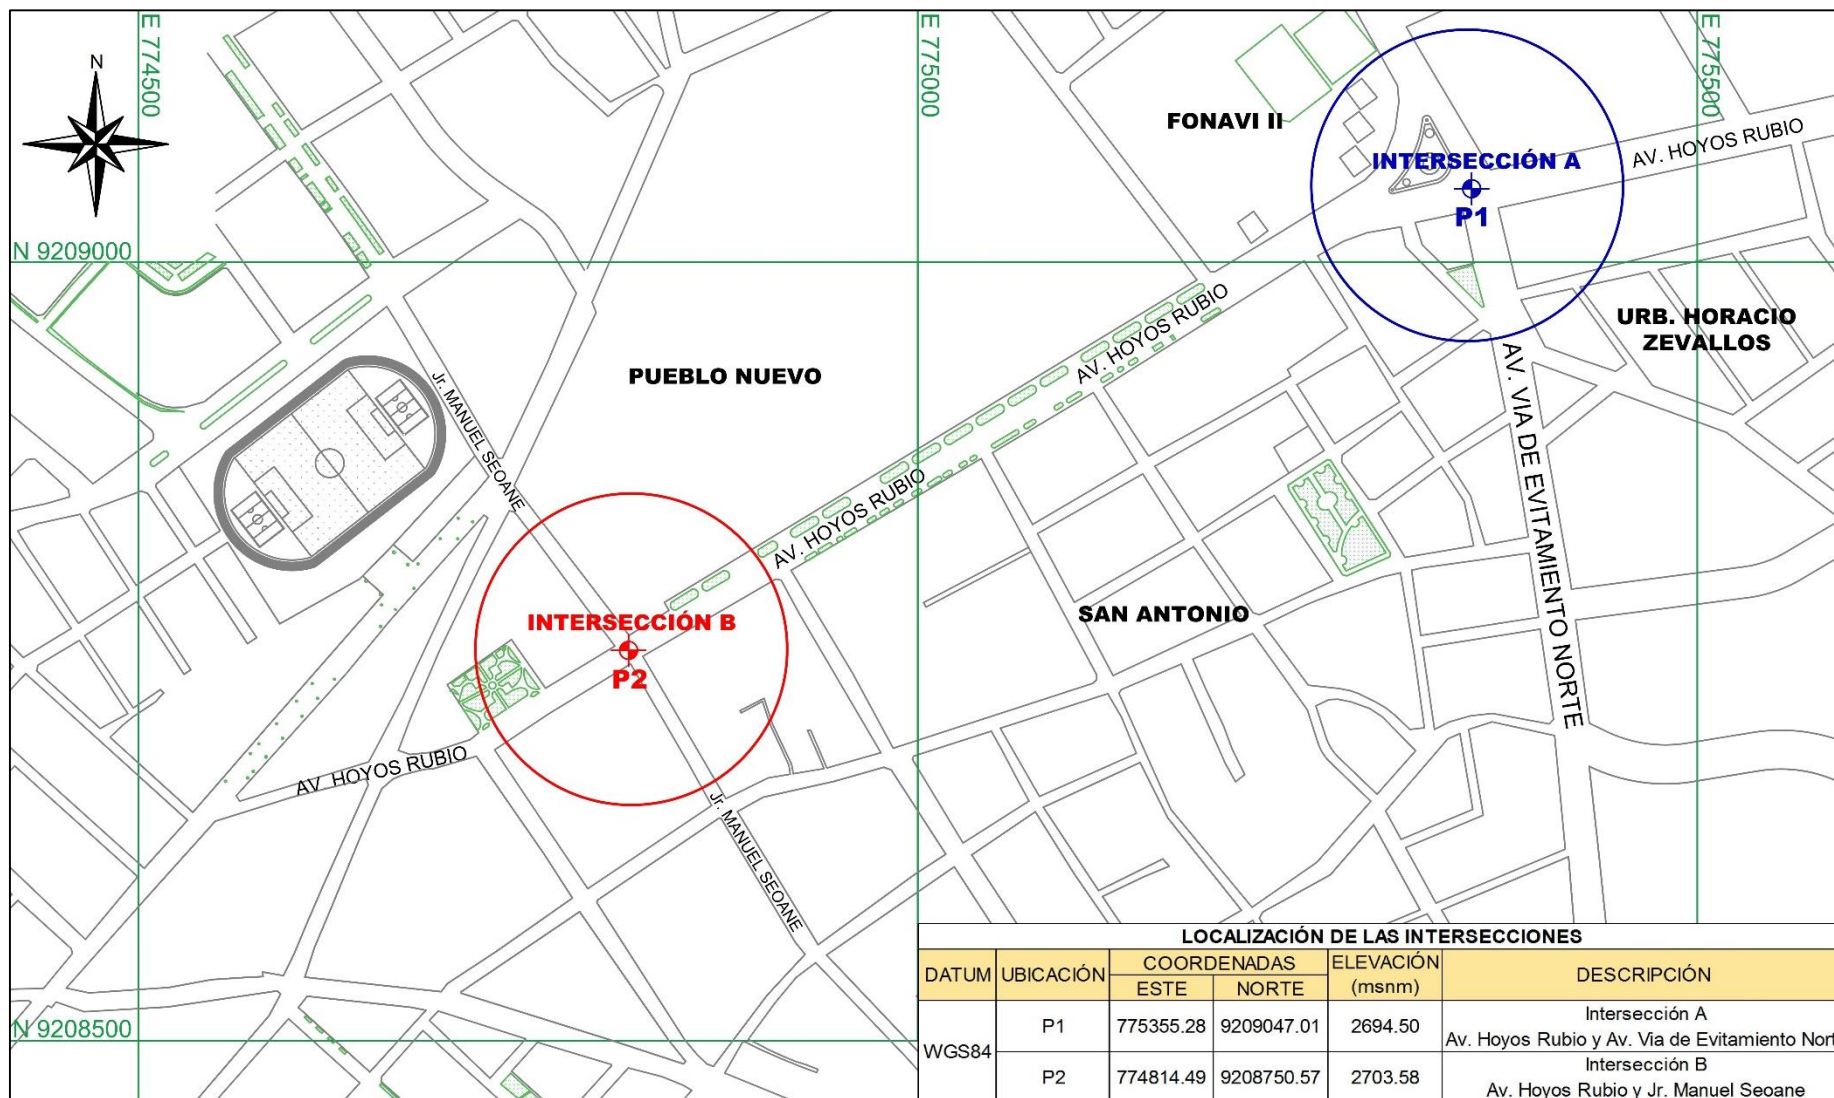 E 774500
E 775000
E 775500
N
FONAVI II
AV. HOYOS RUBIO
INTERSECCIÓN A
P1
N 9209000
AV. HOYOS RUBIO
URB. HORACIO
ZEVALLOS
PUEBLO NUEVO
Jr. MANUEL SEOANE
AV. VIA DE EVITAMIENTO NORTE
AV. HOYOS RUBIO
INTERSECCIÓN B
P2
SAN ANTONIO
AV. HOYOS RUBIO
Jr. MANUEL SEOANE
N 9208500
LOCALIZACIÓN DE LAS INTERSECCIONES
DATUM UBICACIÓN COORDENADAS ELEVACIÓN (msnm) DESCRIPCIÓN
ESTE NORTE
WGS84
P1 775355.28 9209047.01 2694.50 Intersección A
Av. Hoyos Rubio y Av. Via de Evitamiento Nort
P2 774814.49 9208750.57 2703.58 Intersección B
Av. Hoyos Rubio y Jr. Manuel Seoane